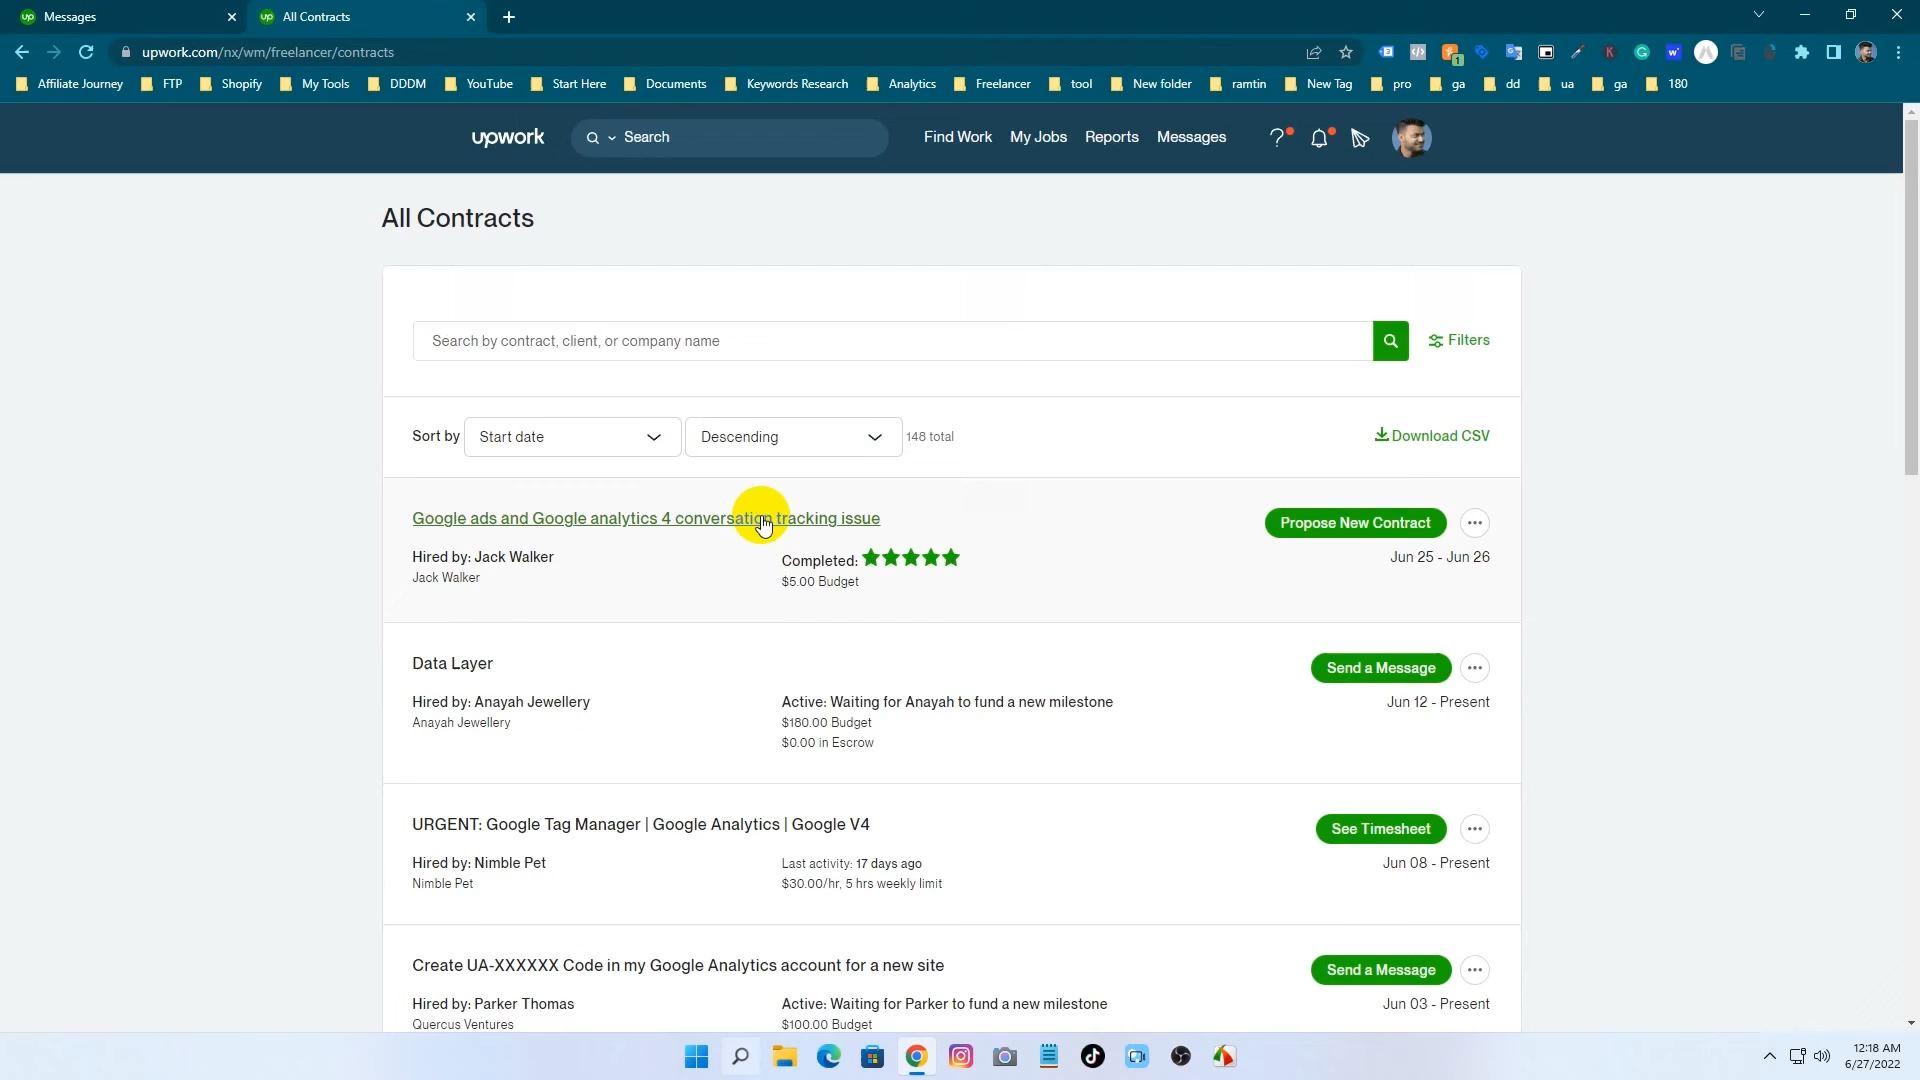 Messages
All Contracts
upwork.com/nx/wm/freelancer/contracts
Affiliate Journey FTP Shopify My Tools DDDM YouTube Start Here Documents Keywords Research Analytics Freelancer tool New folder ramtin New Tag pro ga dd ua ga 180
upwork Search Find Work My Jobs Reports Messages
All Contracts
Search by contract, client, or company name
Filters
Sort by Start date Descending 148 total Download CSV
Google ads and Google analytics 4 conversation tracking issue Propose New Contract
Hired by: Jack Walker Completed: Jun 25 - Jun 26
Jack Walker $5.00 Budget
Data Layer Send a Message
Hired by: Anayah Jewellery Active: Waiting for Anayah to fund a new milestone Jun 12 - Present
Anayah Jewellery $180.00 Budget
$0.00 in Escrow
URGENT: Google Tag Manager | Google Analytics | Google V4 See Timesheet
Hired by: Nimble Pet Last activity: 17 days ago Jun 08 - Present
Nimble Pet $30.00/hr, 5 hrs weekly limit
Create UA-XXXXXX Code in my Google Analytics account for a new site Send a Message
Hired by: Parker Thomas Active: Waiting for Parker to fund a new milestone Jun 03 - Present
Quercus Ventures $100.00 Budget
12:18 AM
6/27/2022